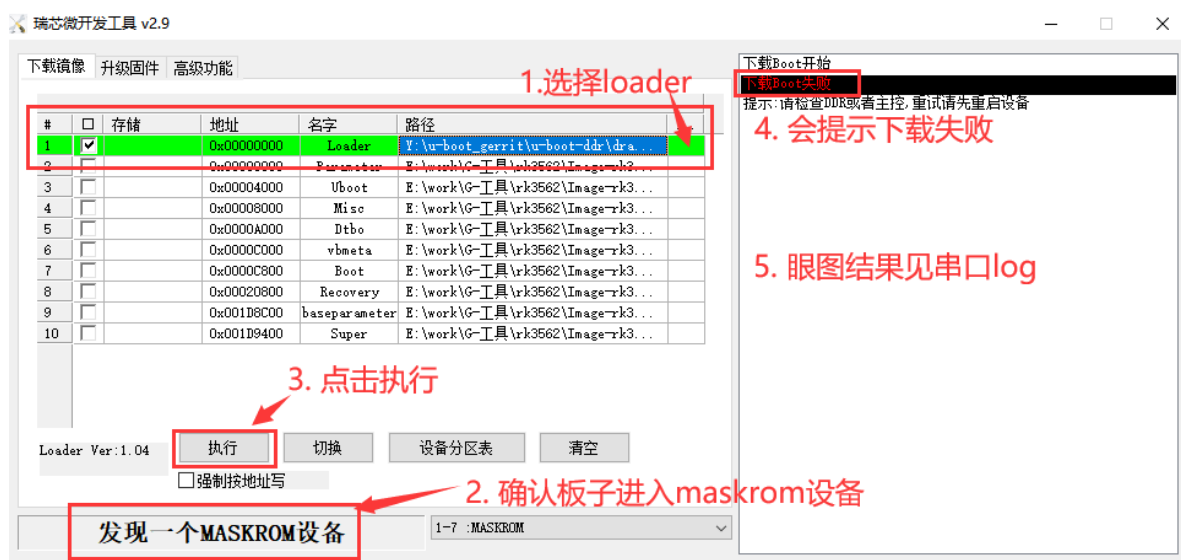 瑞芯微开发工具 v2.9
下载镜像 升级固件 高级功能
1.选择loader
# 存储 地址 名字 路径
1 0x00000000 Loader Y:\u-boot_gerrit\u-boot-ddr\dra...
2 0x00000000 Parameter E:\work\G-工具\rk3562\Image-rk3...
3 0x00004000 Uboot E:\work\G-工具\rk3562\Image-rk3...
4 0x00008000 Misc E:\work\G-工具\rk3562\Image-rk3...
5 0x0000A000 Dtbo E:\work\G-工具\rk3562\Image-rk3...
6 0x0000C000 vbmeta E:\work\G-工具\rk3562\Image-rk3...
7 0x0000C800 Boot E:\work\G-工具\rk3562\Image-rk3...
8 0x00020800 Recovery E:\work\G-工具\rk3562\Image-rk3...
9 0x001D8C00 baseparameter E:\work\G-工具\rk3562\Image-rk3...
10 0x001D9400 Super E:\work\G-工具\rk3562\Image-rk3...
3. 点击执行
Loader Ver:1.04 执行 切换 设备分区表 清空
强制按地址写
2. 确认板子进入maskrom设备
发现一个MASKROM设备 1-7 :MASKROM
下载Boot开始
下载Boot失败
提示:请检查DDR或者主控,重试请先重启设备
4. 会提示下载失败
5. 眼图结果见串口log